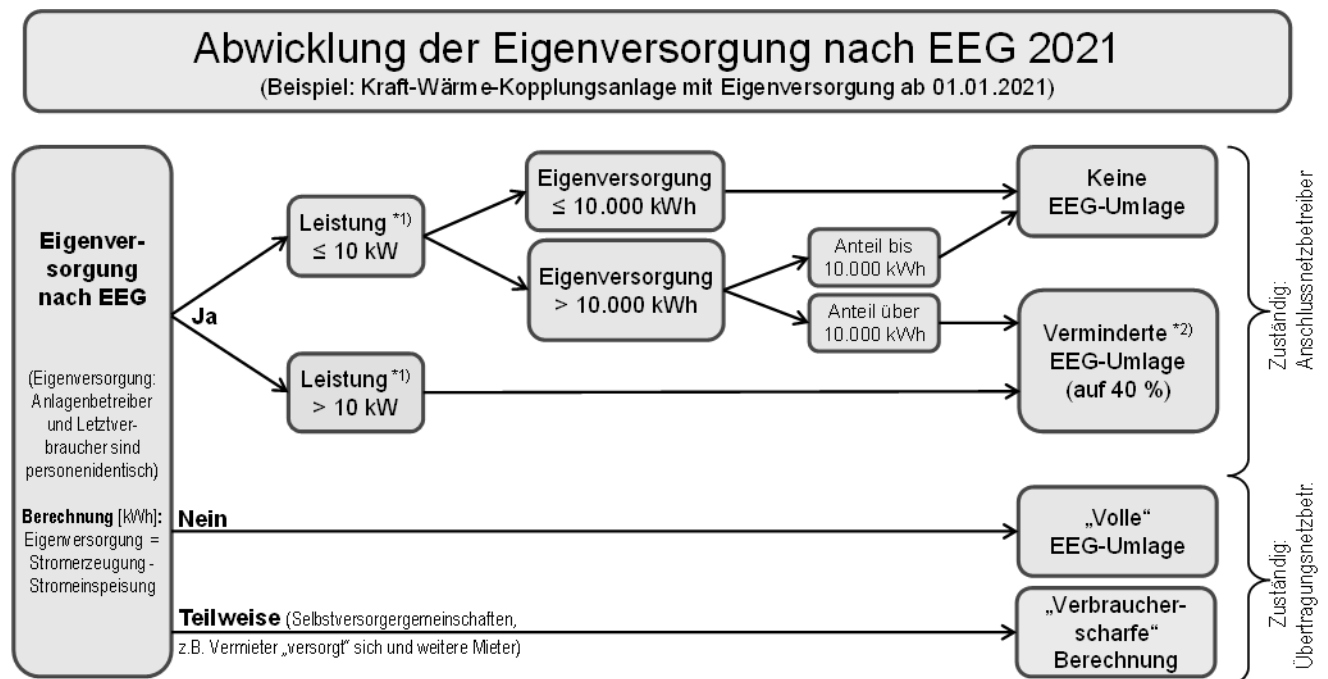 Abwicklung der Eigenversorgung nach EEG 2021
(Beispiel: Kraft-Wärme-Kopplungsanlage mit Eigenversorgung ab 01.01.2021)
Eigenver-
sorgung
nach EEG
(Eigenversorgung:
Anlagenbetreiber
und Letztver-
braucher sind
personenidentisch)
Berechnung [kWh]:
Eigenversorgung =
Stromerzeugung -
Stromeinspeisung
Ja
Leistung *1)
≤ 10 kW
Leistung *1)
> 10 kW
Eigenversorgung
≤ 10.000 kWh
Eigenversorgung
> 10.000 kWh
Anteil bis
10.000 kWh
Anteil über
10.000 kWh
Keine
EEG-Umlage
Verminderte *2)
EEG-Umlage
(auf 40 %)
Zuständig:
Anschlussnetzbetreiber
Nein
„Volle“
EEG-Umlage
Teilweise (Selbstversorgergemeinschaften,
z.B. Vermieter „versorgt“ sich und weitere Mieter)
„Verbraucher-
scharfe“
Berechnung
Zuständig:
Übertragungsnetzbetr.